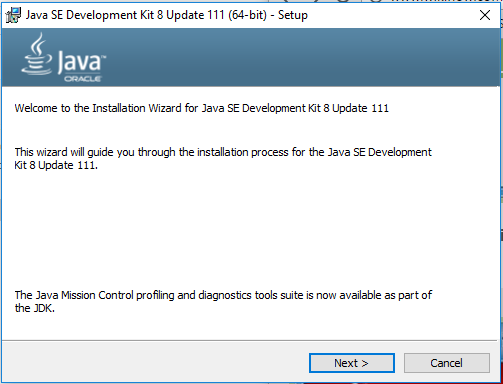 Java SE Development Kit 8 Update 111 (64-bit) - Setup
Java™
ORACLE
Welcome to the Installation Wizard for Java SE Development Kit 8 Update 111
This wizard will guide you through the installation process for the Java SE Development
Kit 8 Update 111.
The Java Mission Control profiling and diagnostics tools suite is now available as part of
the JDK.
Next >
Cancel